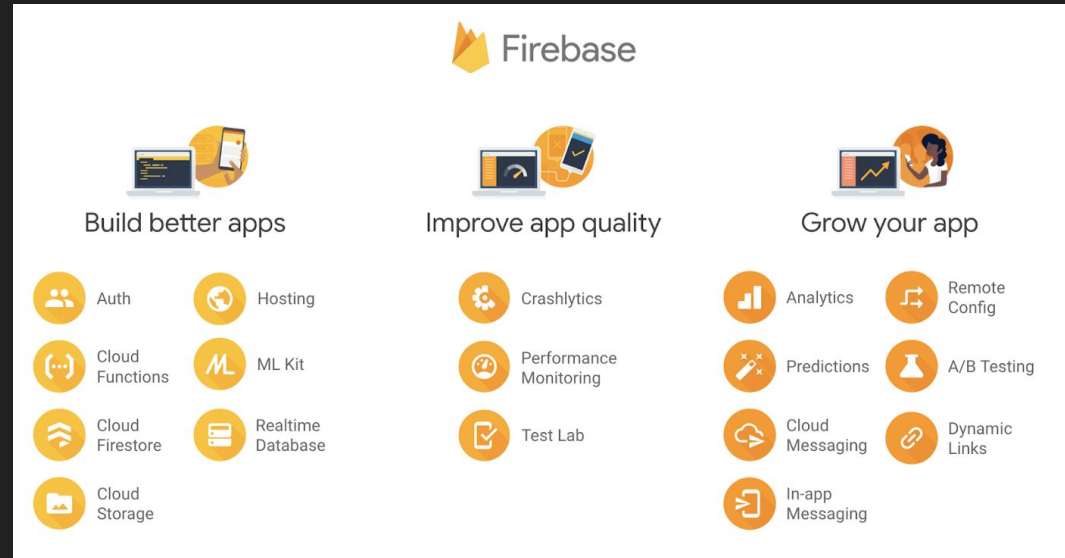 Firebase
Build better apps
Auth
Hosting
Cloud
Functions
ML Kit
Cloud
Firestore
Realtime
Database
Cloud
Storage
Improve app quality
Crashlytics
Performance
Monitoring
Test Lab
Grow your app
Analytics
Remote
Config
Predictions
A/B Testing
Cloud
Messaging
Dynamic
Links
In-app
Messaging